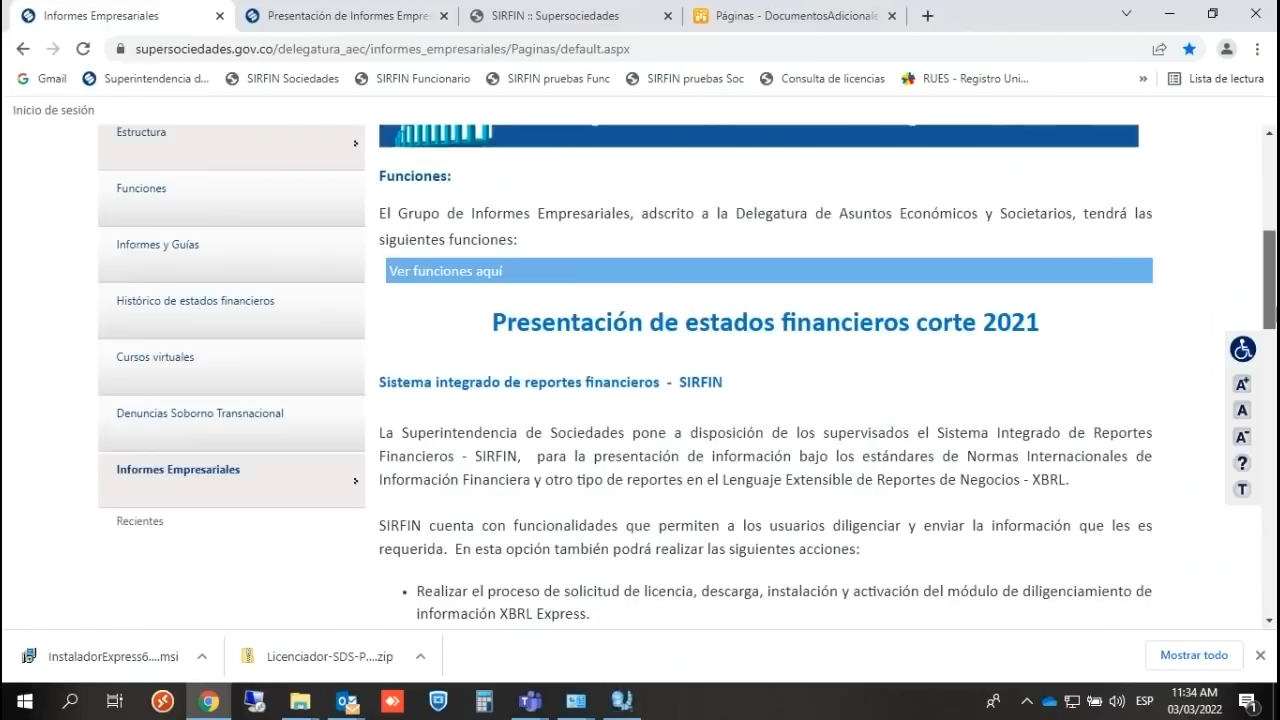 Informes Empresariales
Presentación de Informes Empre
SIRFIN :: Supersociedades
Páginas - DocumentosAdicionale
supersociedades.gov.co/delegatura_aec/informes_empresariales/Paginas/default.aspx
Gmail
Superintendencia d...
SIRFIN Sociedades
SIRFIN Funcionario
SIRFIN pruebas Func
SIRFIN pruebas Soc
Consulta de licencias
RUES - Registro Uni...
»
Lista de lectura
Inicio de sesión
Estructura
Funciones
Informes y Guías
Histórico de estados financieros
Cursos virtuales
Denuncias Soborno Transnacional
Informes Empresariales
Recientes
Funciones:
El Grupo de Informes Empresariales, adscrito a la Delegatura de Asuntos Económicos y Societarios, tendrá las
siguientes funciones:
Ver funciones aquí
Presentación de estados financieros corte 2021
Sistema integrado de reportes financieros - SIRFIN
La Superintendencia de Sociedades pone a disposición de los supervisados el Sistema Integrado de Reportes
Financieros - SIRFIN, para la presentación de información bajo los estándares de Normas Internacionales de
Información Financiera y otro tipo de reportes en el Lenguaje Extensible de Reportes de Negocios - XBRL.
SIRFIN cuenta con funcionalidades que permiten a los usuarios diligenciar y enviar la información que les es
requerida. En esta opción también podrá realizar las siguientes acciones:
• Realizar el proceso de solicitud de licencia, descarga, instalación y activación del módulo de diligenciamiento de
información XBRL Express.
A+
A
A-
?
T
InstaladorExpress6....msi
Licenciador-SDS-P....zip
Mostrar todo
ESP
11:34 AM
03/03/2022
1